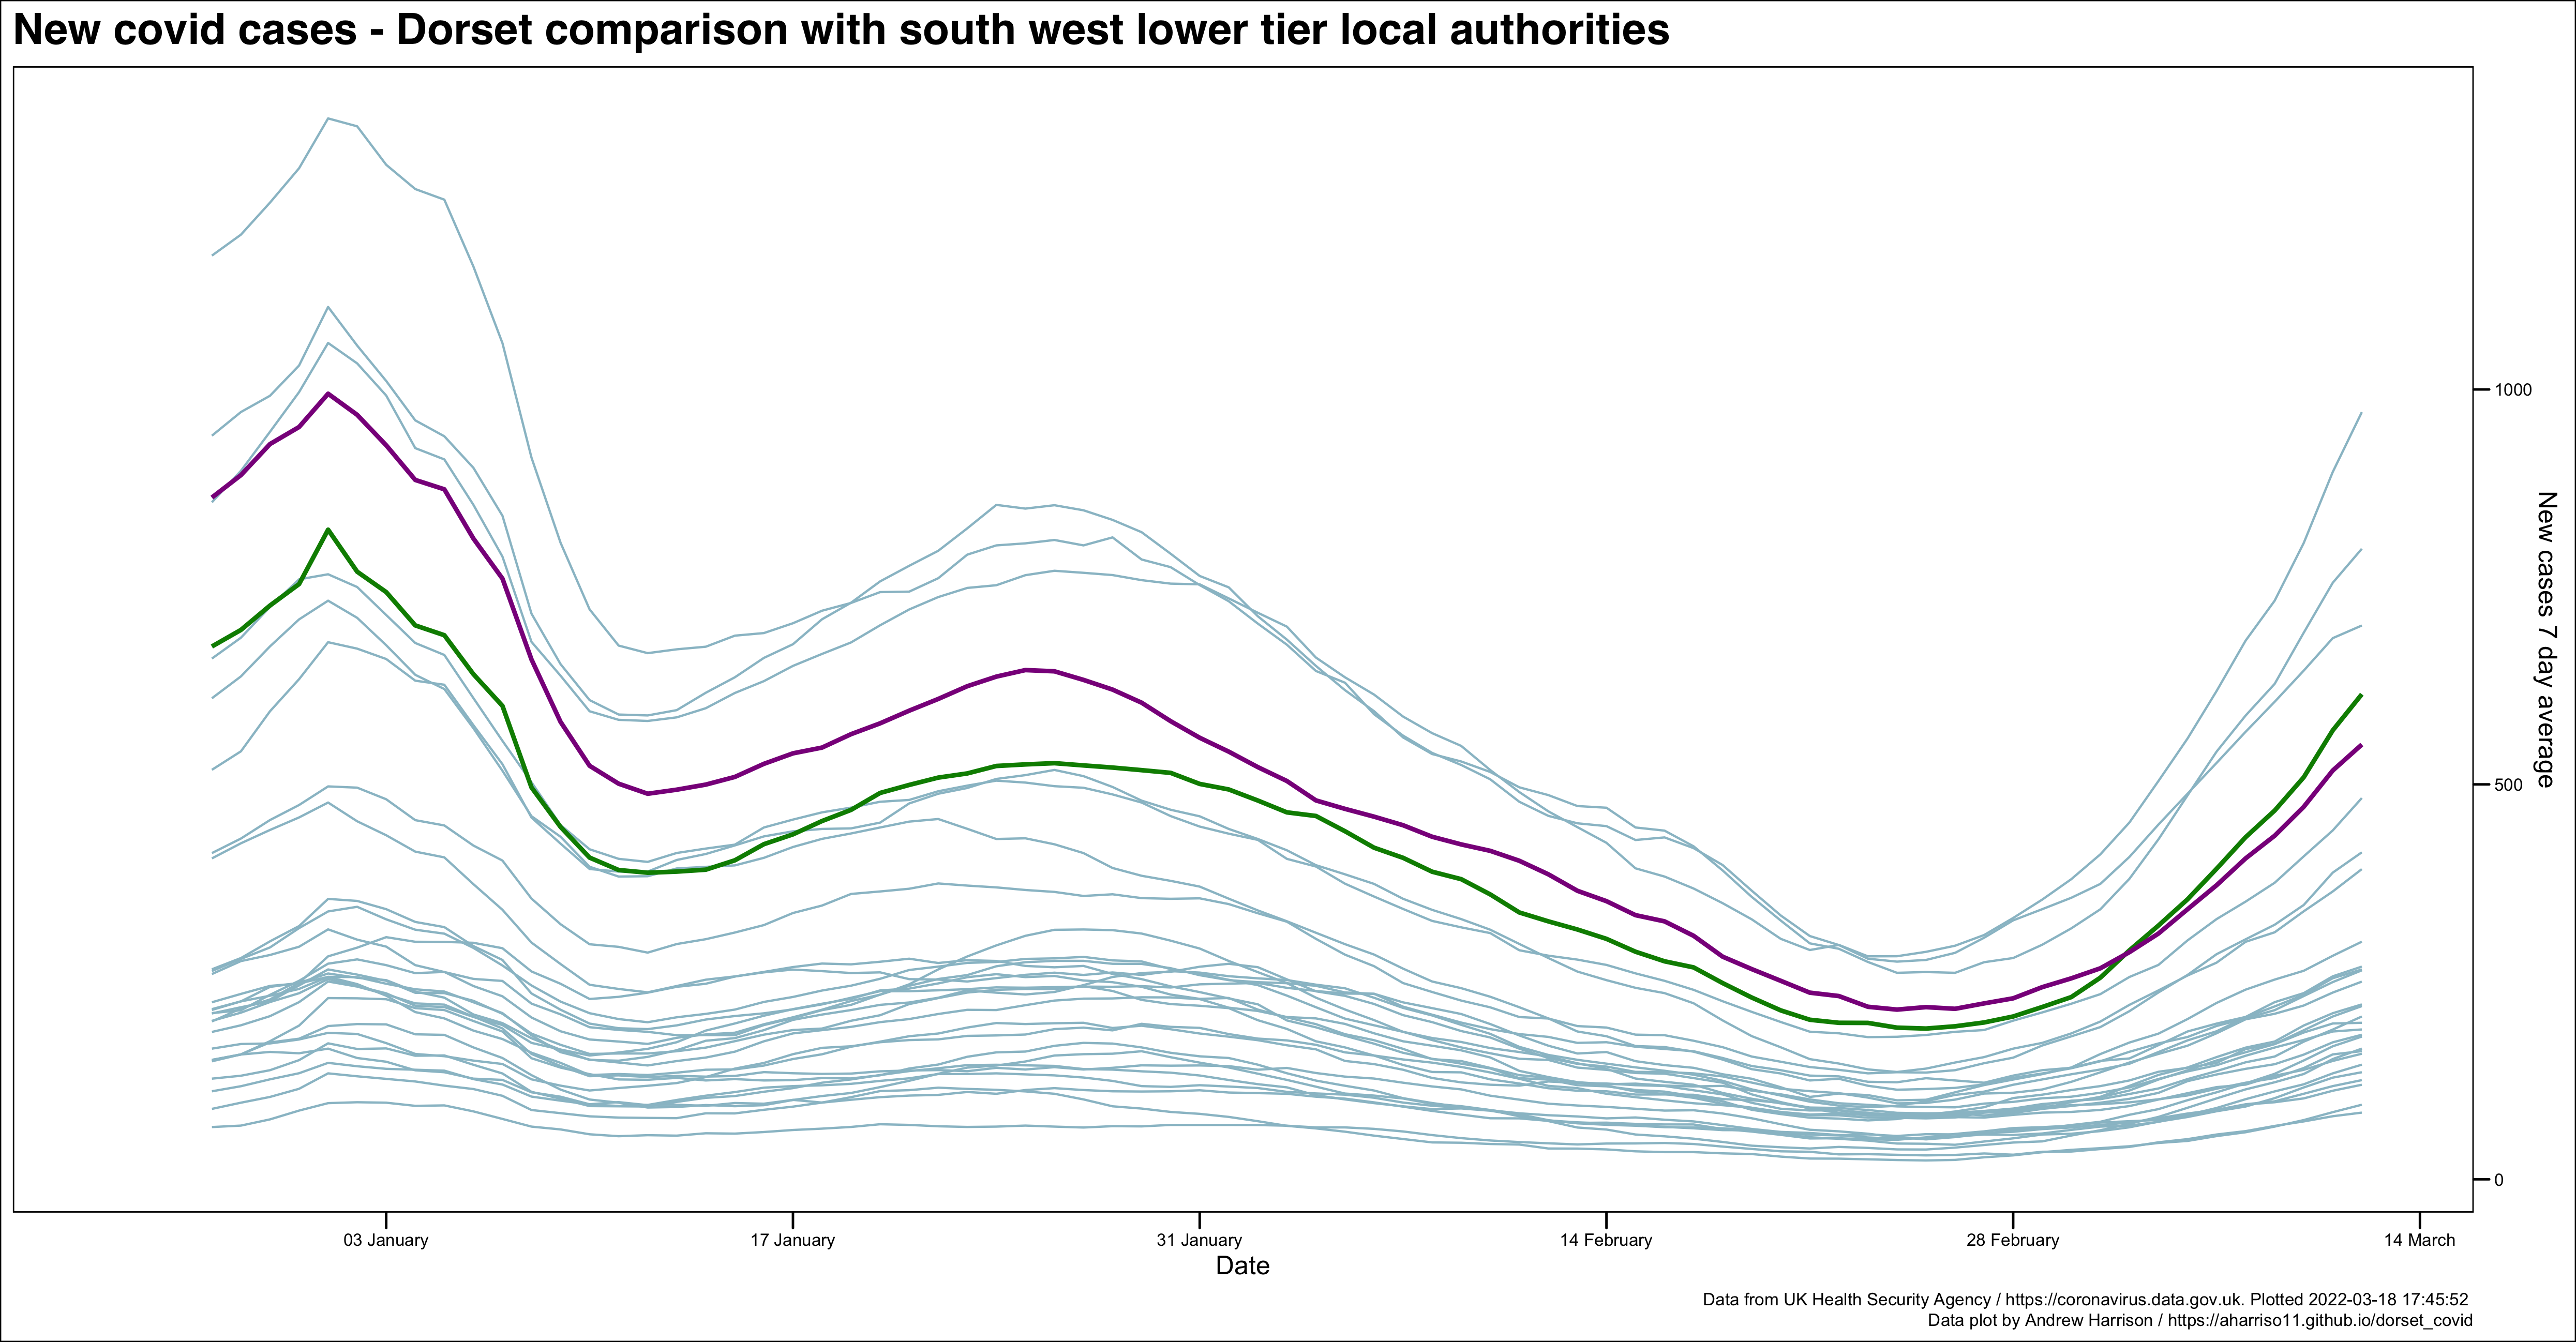 New covid cases - Dorset comparison with south west lower tier local authorities
1000
500
0
New cases 7 day average
03 January
17 January
31 January
14 February
28 February
14 March
Date
Data from UK Health Security Agency / https://coronavirus.data.gov.uk. Plotted 2022-03-18 17:45:52
Data plot by Andrew Harrison / https://aharriso11.github.io/dorset_covid